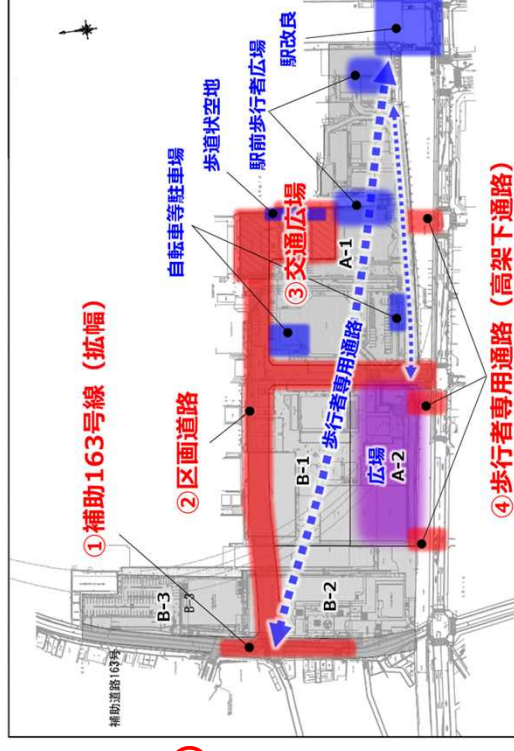 ①補助163号線（拡幅）
②区画道路
自転車等駐車場
歩道状空地
駅前歩行者広場
駅改良
③交通広場
A-1
歩行者専用通路
B-1
広場
A-2
B-2
B-3
B-3
補助道路163号
④歩行者専用通路（高架下通路）